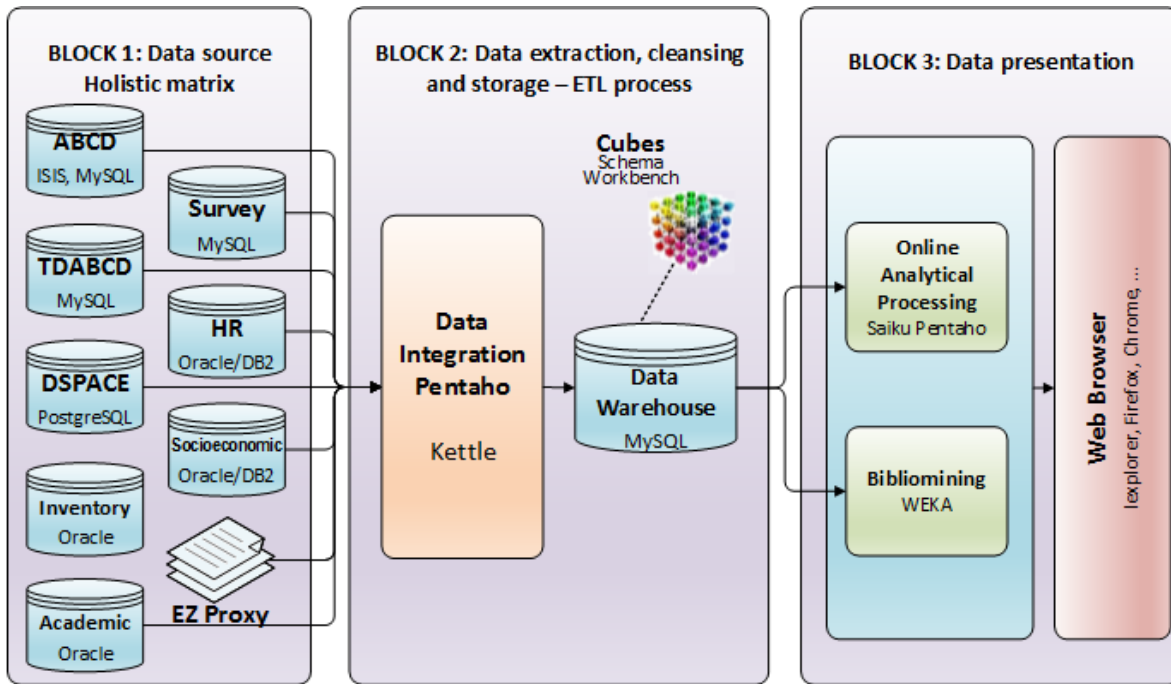 BLOCK 1: Data source
Holistic matrix
ABCD
ISIS, MySQL
Survey
MySQL
TDABCD
MySQL
HR
Oracle/DB2
DSPACE
PostgreSQL
Socioeconomic
Oracle/DB2
Inventory
Oracle
EZ Proxy
Academic
Oracle
BLOCK 2: Data extraction, cleansing
and storage – ETL process
Cubes
Schema
Workbench
Data
Integration
Pentaho
Kettle
Data
Warehouse
MySQL
BLOCK 3: Data presentation
Online
Analytical
Processing
Saiku Pentaho
Bibliomining
WEKA
Web Browser
Iexplorer, Firefox, Chrome, ...